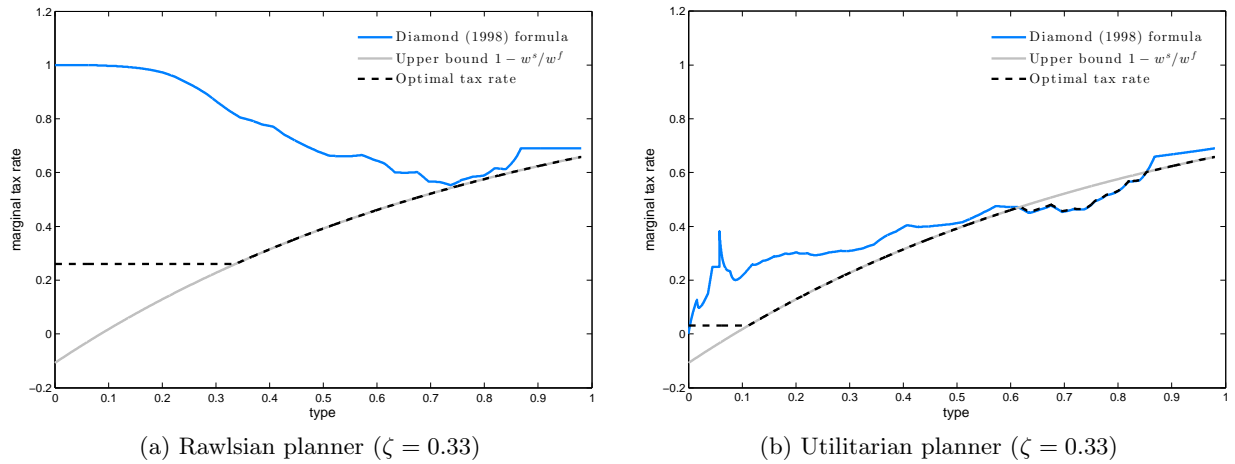 1.2
1
0.8
0.6
0.4
0.2
0
−0.2
marginal tax rate
Diamond (1998) formula
Upper bound 1 − w^s/w^f
Optimal tax rate
0 0.1 0.2 0.3 0.4 0.5 0.6 0.7 0.8 0.9 1
type
(a) Rawlsian planner (ζ = 0.33)
1.2
1
0.8
0.6
0.4
0.2
0
−0.2
marginal tax rate
Diamond (1998) formula
Upper bound 1 − w^s/w^f
Optimal tax rate
0 0.1 0.2 0.3 0.4 0.5 0.6 0.7 0.8 0.9 1
type
(b) Utilitarian planner (ζ = 0.33)